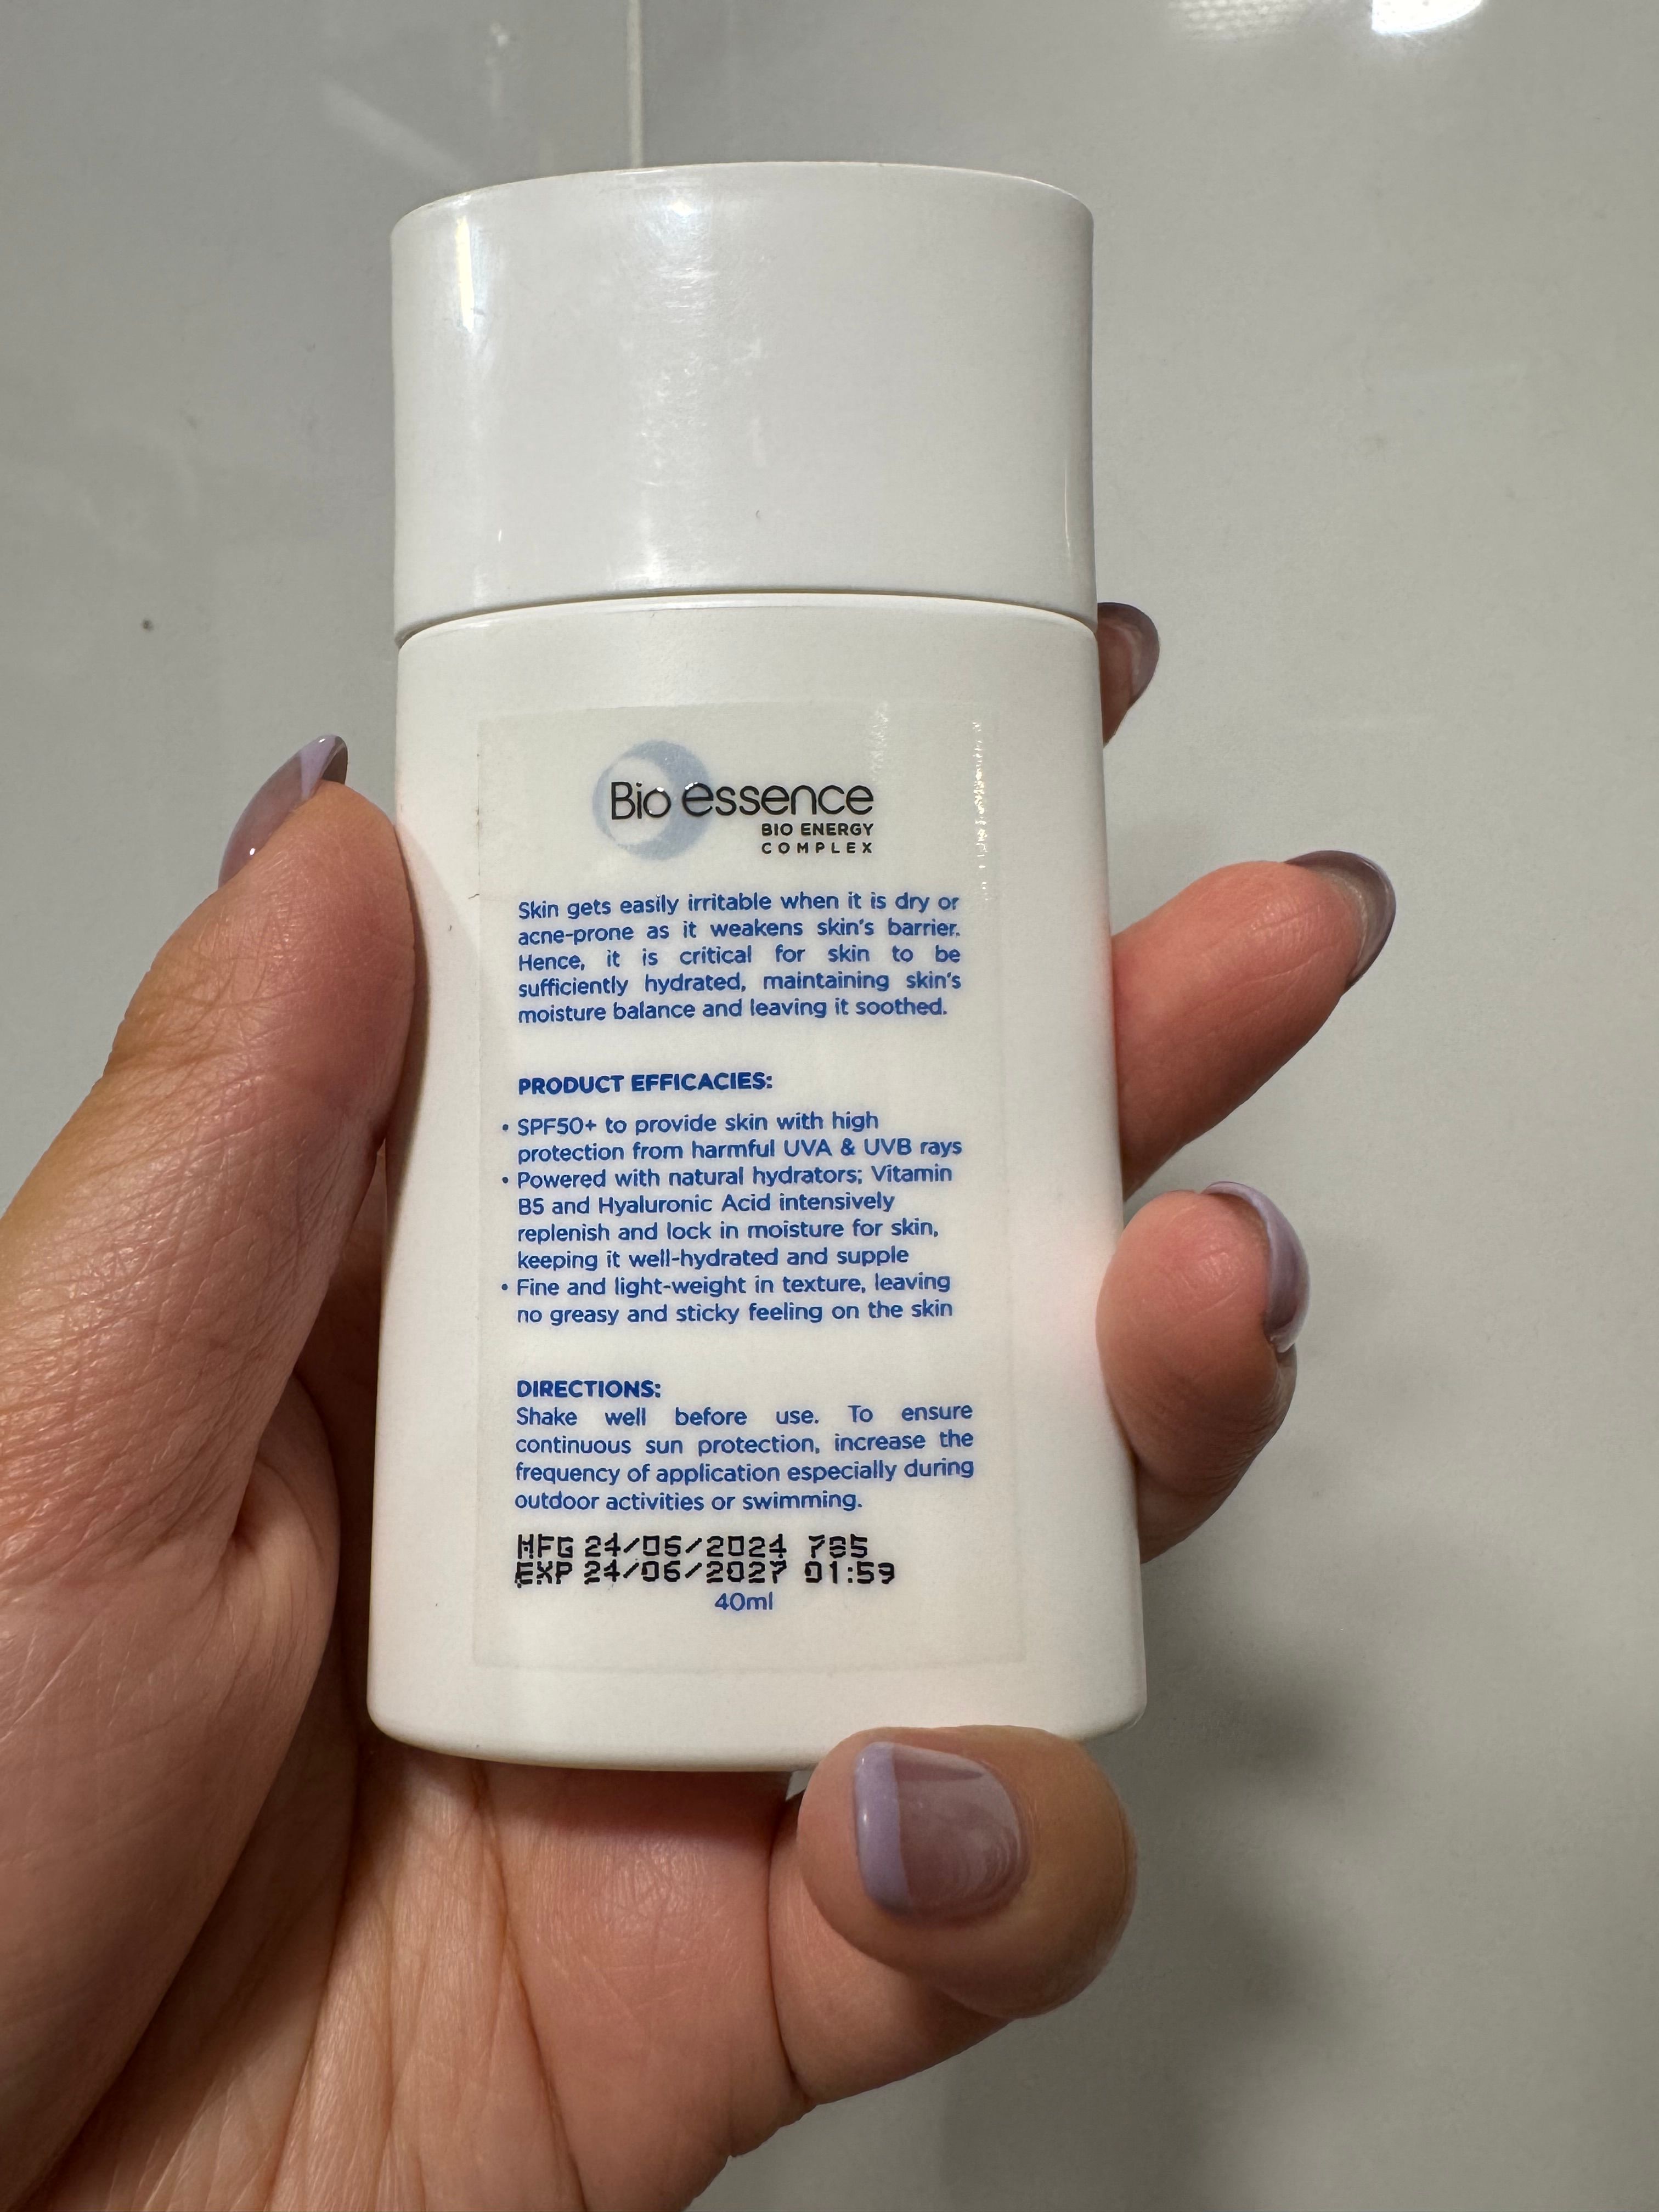 Bio essence
BIO ENERGY
COMPLEX
Skin gets easily irritable when it is dry or
acne-prone as it weakens skin's barrier.
Hence, it is critical for skin to be
sufficiently hydrated, maintaining skin's
moisture balance and leaving it soothed.
PRODUCT EFFICACIES:
• SPF50+ to provide skin with high
protection from harmful UVA & UVB rays
• Powered with natural hydrators; Vitamin
B5 and Hyaluronic Acid intensively
replenish and lock in moisture for skin,
keeping it well-hydrated and supple
• Fine and light-weight in texture, leaving
no greasy and sticky feeling on the skin
DIRECTIONS:
Shake well before use. To ensure
continuous sun protection, increase the
frequency of application especially during
outdoor activities or swimming.
MFG 24/06/2024
EXP 24/06/2027 01:59
40ml